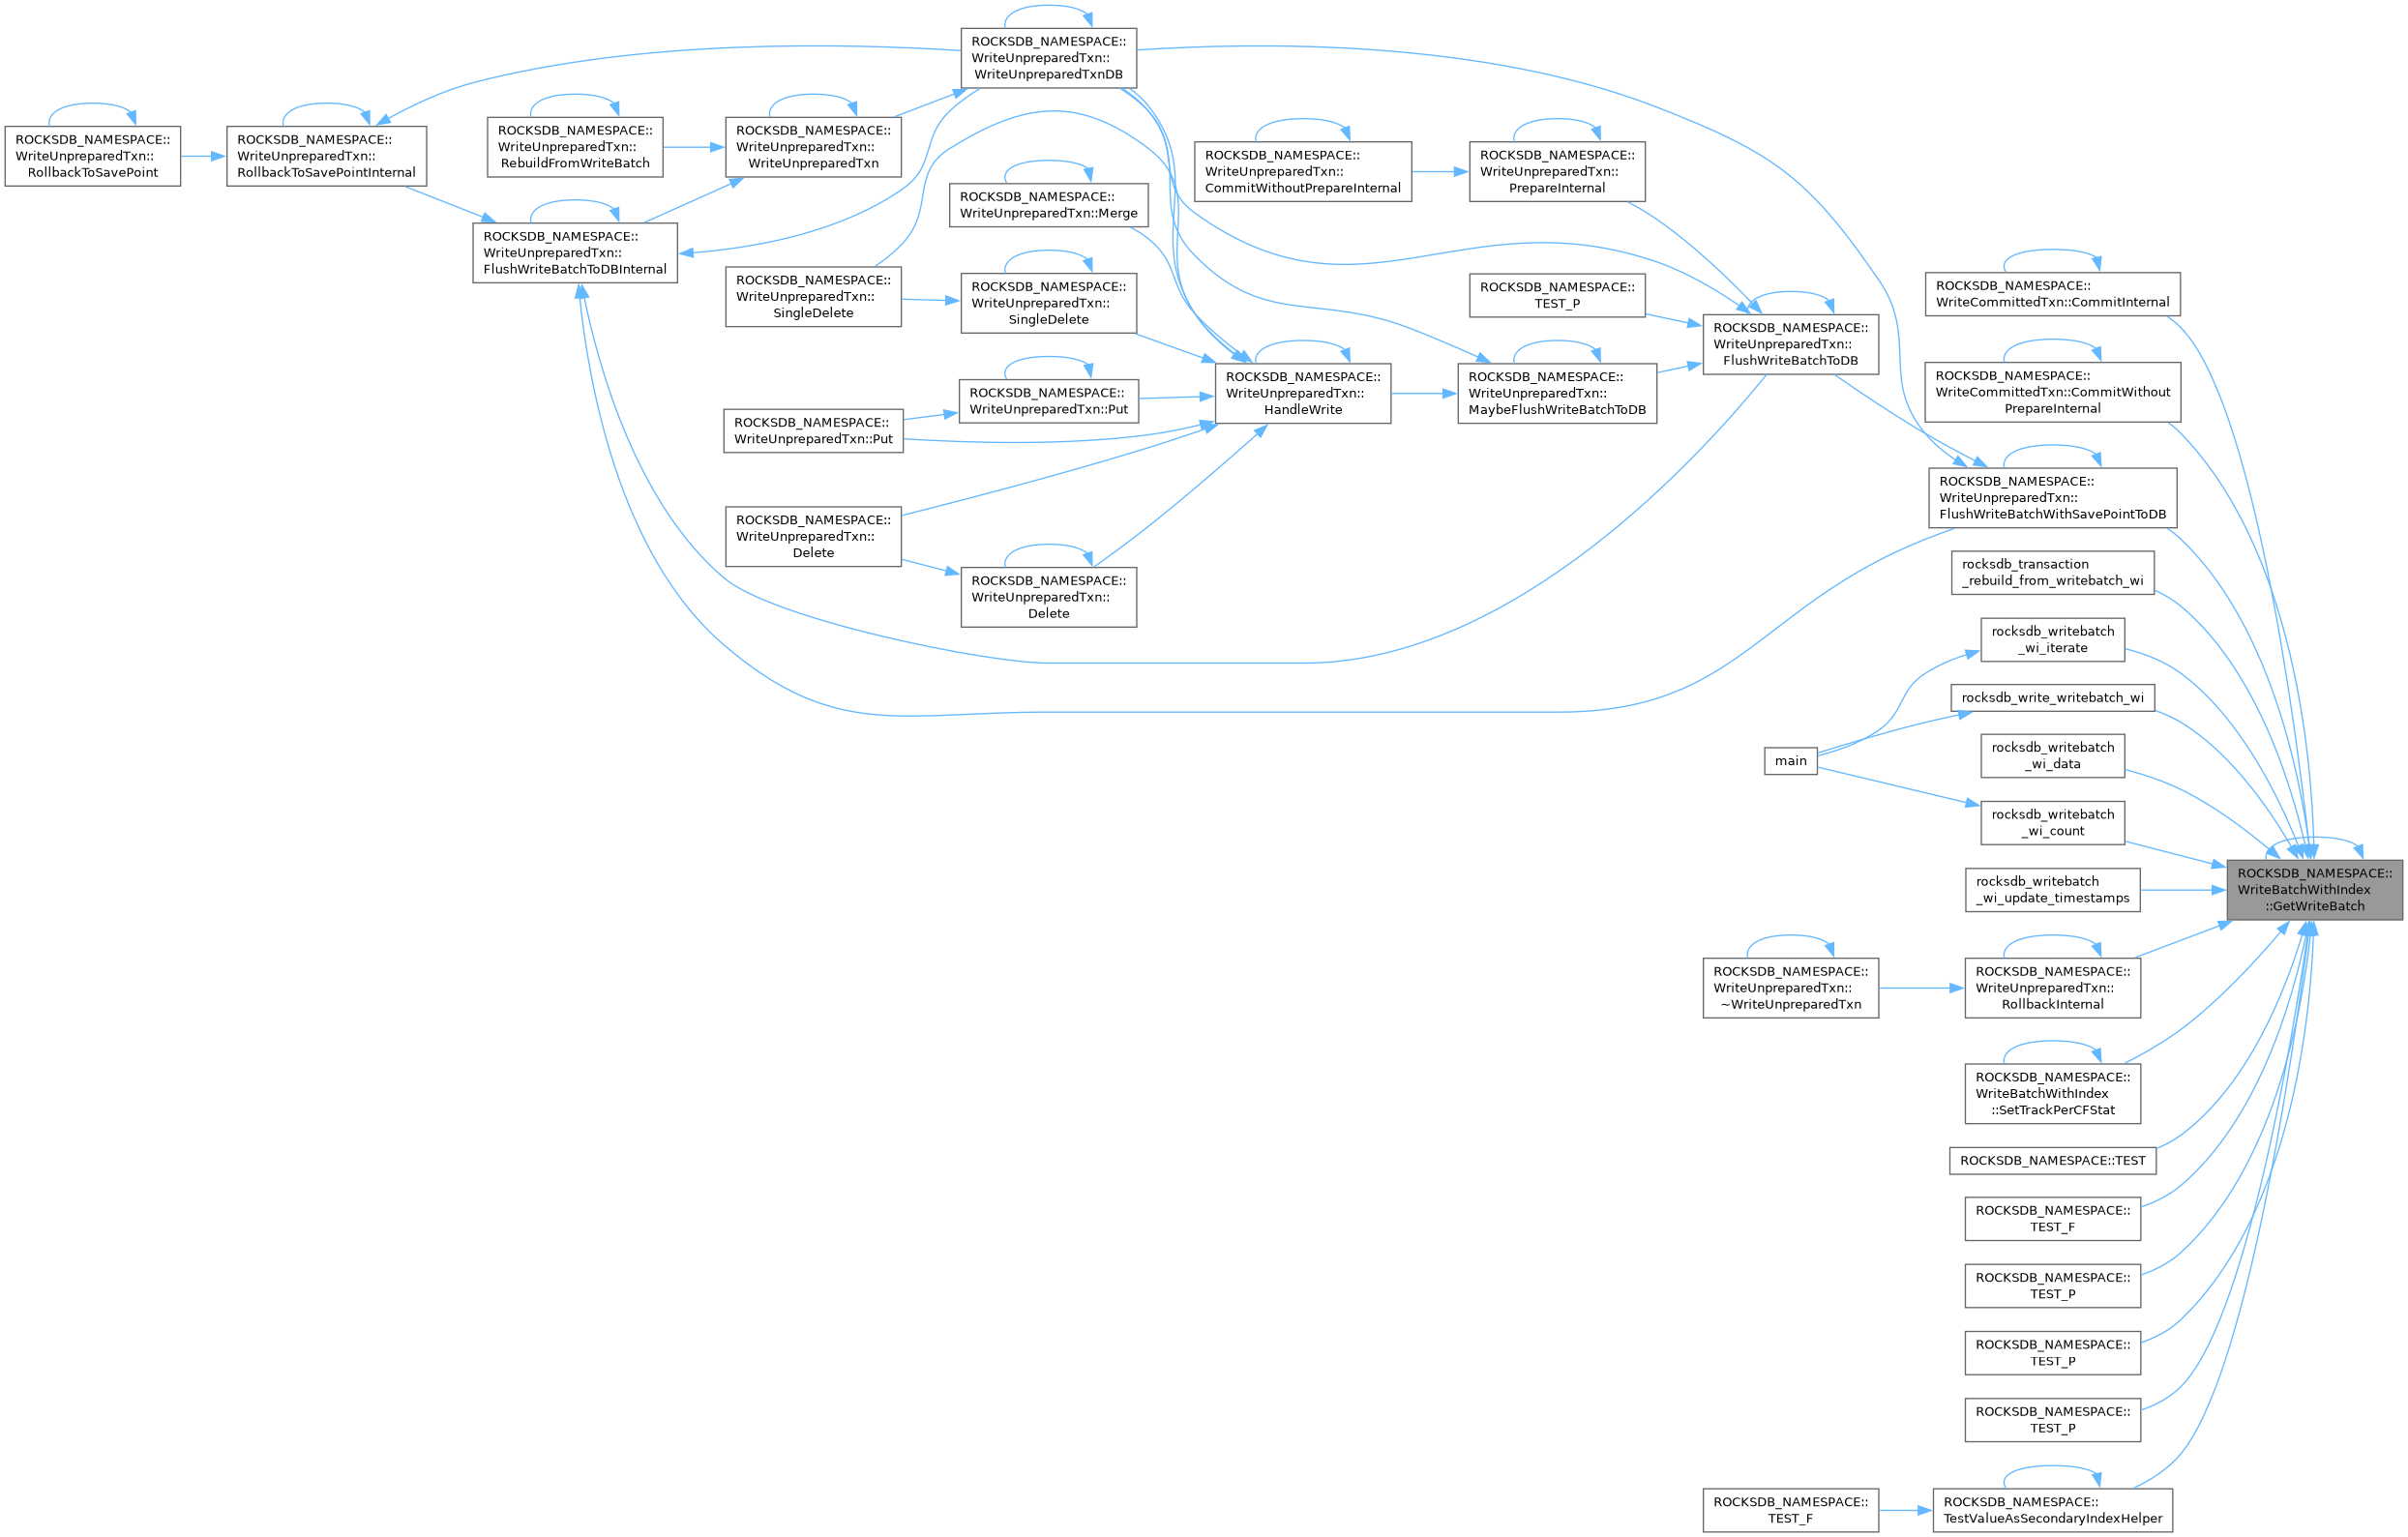 ROCKSDB_NAMESPACE::
WriteUnpreparedTxn::
WriteUnpreparedTxnDB
ROCKSDB_NAMESPACE::
WriteUnpreparedTxn::
RollbackToSavePoint
ROCKSDB_NAMESPACE::
WriteUnpreparedTxn::
RollbackToSavePointInternal
ROCKSDB_NAMESPACE::
WriteUnpreparedTxn::
RebuildFromWriteBatch
ROCKSDB_NAMESPACE::
WriteUnpreparedTxn::
WriteUnpreparedTxn
ROCKSDB_NAMESPACE::
WriteUnpreparedTxn::
CommitWithoutPrepareInternal
ROCKSDB_NAMESPACE::
WriteUnpreparedTxn::
PrepareInternal
ROCKSDB_NAMESPACE::
WriteUnpreparedTxn::Merge
ROCKSDB_NAMESPACE::
WriteUnpreparedTxn::
FlushWriteBatchToDBInternal
ROCKSDB_NAMESPACE::
WriteUnpreparedTxn::
SingleDelete
ROCKSDB_NAMESPACE::
WriteUnpreparedTxn::
SingleDelete
ROCKSDB_NAMESPACE::
TEST_P
ROCKSDB_NAMESPACE::
WriteCommittedTxn::CommitInternal
ROCKSDB_NAMESPACE::
WriteUnpreparedTxn::
FlushWriteBatchToDB
ROCKSDB_NAMESPACE::
WriteUnpreparedTxn::Put
ROCKSDB_NAMESPACE::
WriteUnpreparedTxn::
HandleWrite
ROCKSDB_NAMESPACE::
WriteUnpreparedTxn::
MaybeFlushWriteBatchToDB
ROCKSDB_NAMESPACE::
WriteCommittedTxn::CommitWithout
PrepareInternal
ROCKSDB_NAMESPACE::
WriteUnpreparedTxn::Put
ROCKSDB_NAMESPACE::
WriteUnpreparedTxn::
FlushWriteBatchWithSavePointToDB
ROCKSDB_NAMESPACE::
WriteUnpreparedTxn::
Delete
ROCKSDB_NAMESPACE::
WriteUnpreparedTxn::
Delete
rocksdb_transaction
_rebuild_from_writebatch_wi
rocksdb_writebatch
_wi_iterate
rocksdb_write_writebatch_wi
main
rocksdb_writebatch
_wi_data
rocksdb_writebatch
_wi_count
ROCKSDB_NAMESPACE::
WriteBatchWithIndex
::GetWriteBatch
rocksdb_writebatch
_wi_update_timestamps
ROCKSDB_NAMESPACE::
WriteUnpreparedTxn::
~WriteUnpreparedTxn
ROCKSDB_NAMESPACE::
WriteUnpreparedTxn::
RollbackInternal
ROCKSDB_NAMESPACE::
WriteBatchWithIndex
::SetTrackPerCFStat
ROCKSDB_NAMESPACE::TEST
ROCKSDB_NAMESPACE::
TEST_F
ROCKSDB_NAMESPACE::
TEST_P
ROCKSDB_NAMESPACE::
TEST_P
ROCKSDB_NAMESPACE::
TEST_P
ROCKSDB_NAMESPACE::
TEST_F
ROCKSDB_NAMESPACE::
TestValueAsSecondaryIndexHelper